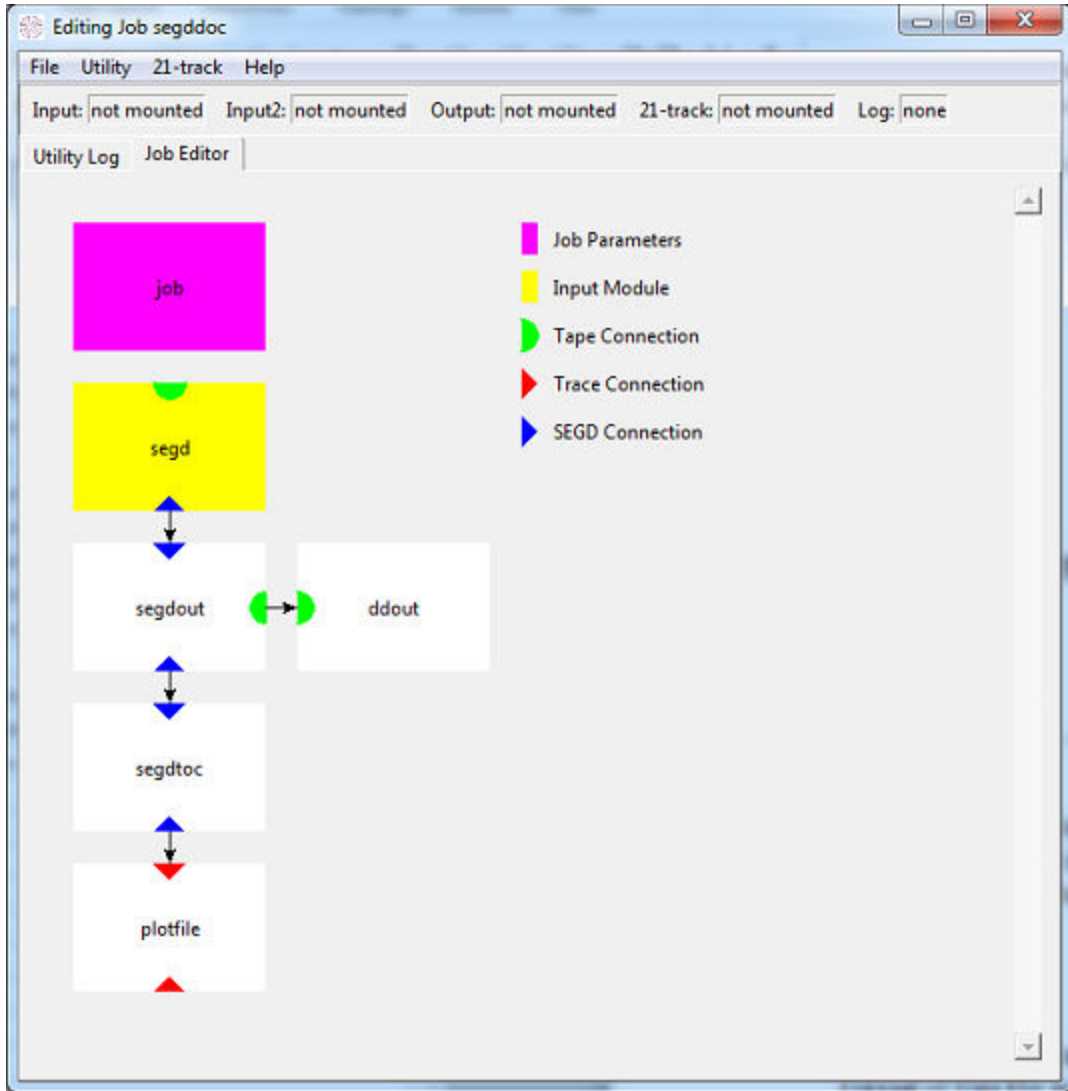 Editing Job segddoc
File Utility 21-track Help
Input: not mounted Input2: not mounted Output: not mounted 21-track: not mounted Log: none
Utility Log Job Editor
job
Job Parameters
Input Module
Tape Connection
Trace Connection
SEGD Connection
segd
segdout
ddout
segdtoc
plotfile